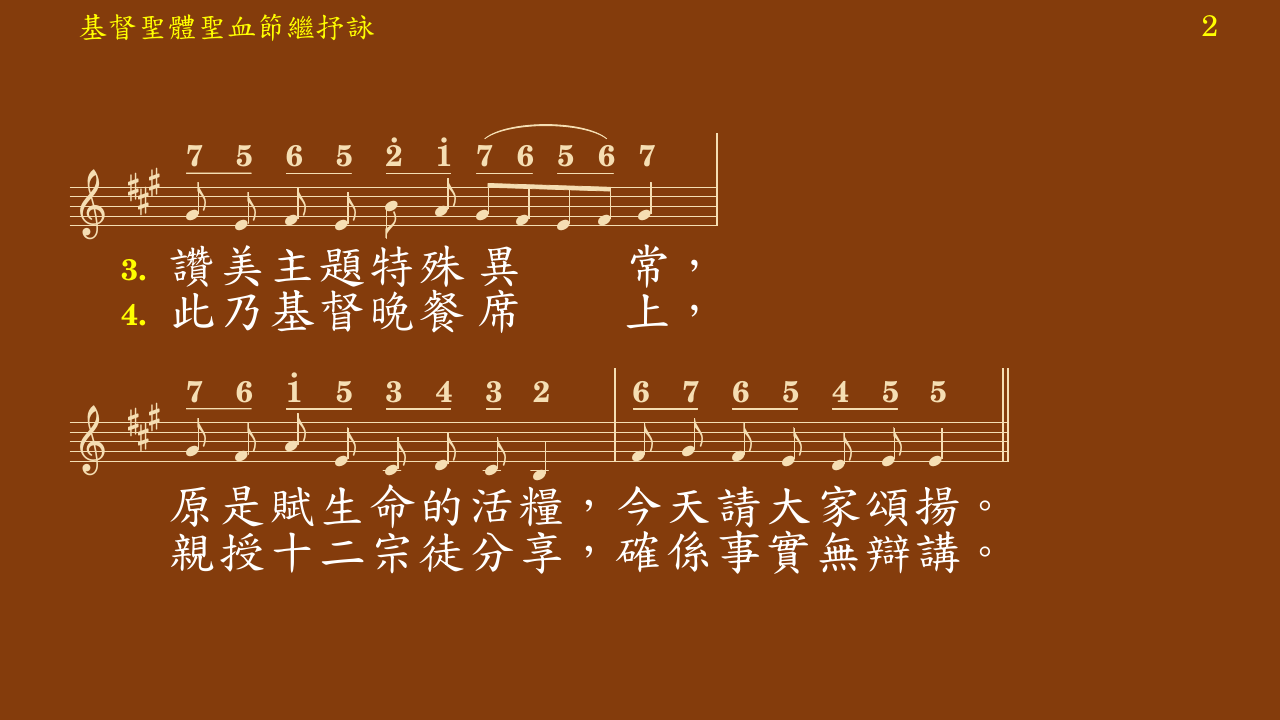 基督聖體聖血節繼抒詠 2
7 5 6 5 2̇ 1̇ 7 6 5 6 7
3. 讚美主題特殊異 常，
4. 此乃基督晚餐席 上，
7 6 1̇ 5 3 4 3 2 6 7 6 5 4 5 5
原是賦生命的活糧，今天請大家頌揚。
親授十二宗徒分享，確係事實無辯講。